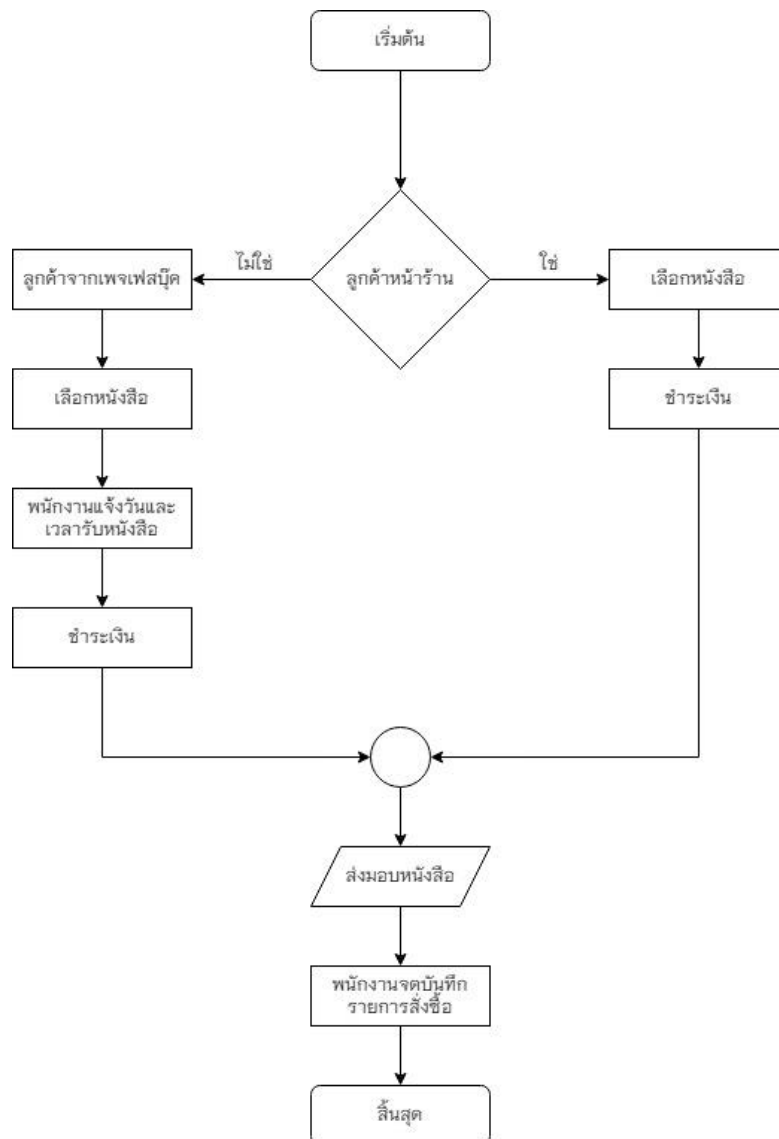 เริ่มต้น
ลูกค้าหน้าร้าน
ไม่ใช่
ใช่
ลูกค้าจากเพจเฟสบุ๊ค
เลือกหนังสือ
พนักงานแจ้งวันและ
เวลารับหนังสือ
ชำระเงิน
เลือกหนังสือ
ชำระเงิน
ส่งมอบหนังสือ
พนักงานจดบันทึก
รายการสั่งซื้อ
สิ้นสุด